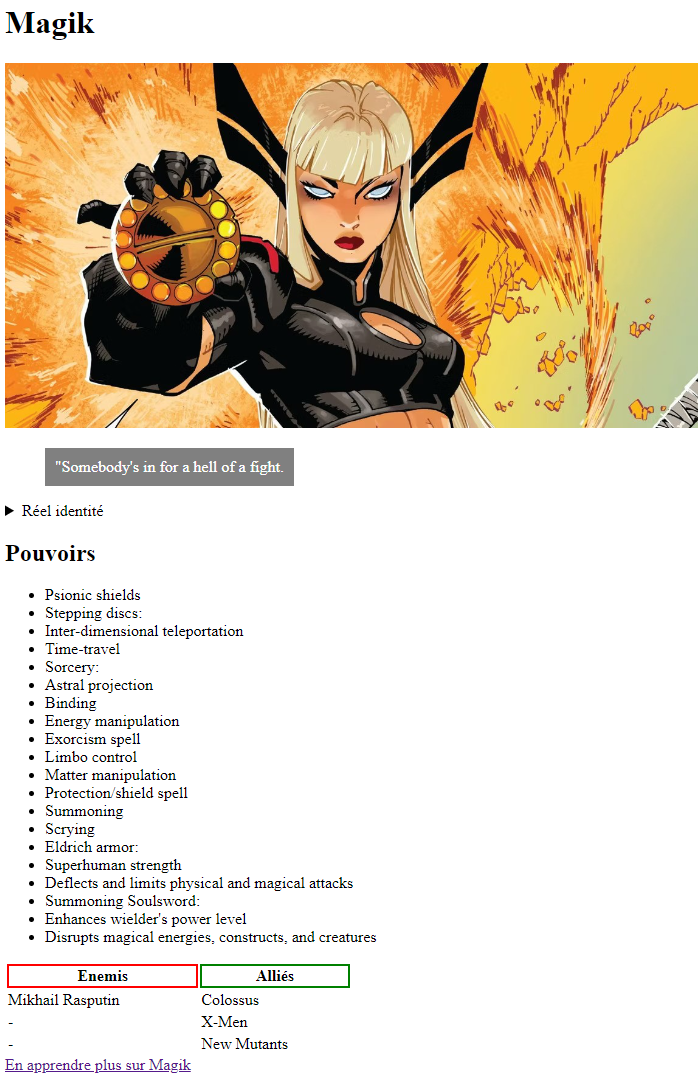 Magik
"Somebody's in for a hell of a fight.
Réel identité
Pouvoirs
Psionic shields
Stepping discs:
Inter-dimensional teleportation
Time-travel
Sorcery:
Astral projection
Binding
Energy manipulation
Exorcism spell
Limbo control
Matter manipulation
Protection/shield spell
Summoning
Scrying
Eldrich armor:
Superhuman strength
Deflects and limits physical and magical attacks
Summoning Soulsword:
Enhances wielder's power level
Disrupts magical energies, constructs, and creatures
Enemis Alliés
Mikhail Rasputin Colossus
- X-Men
- New Mutants
En apprendre plus sur Magik